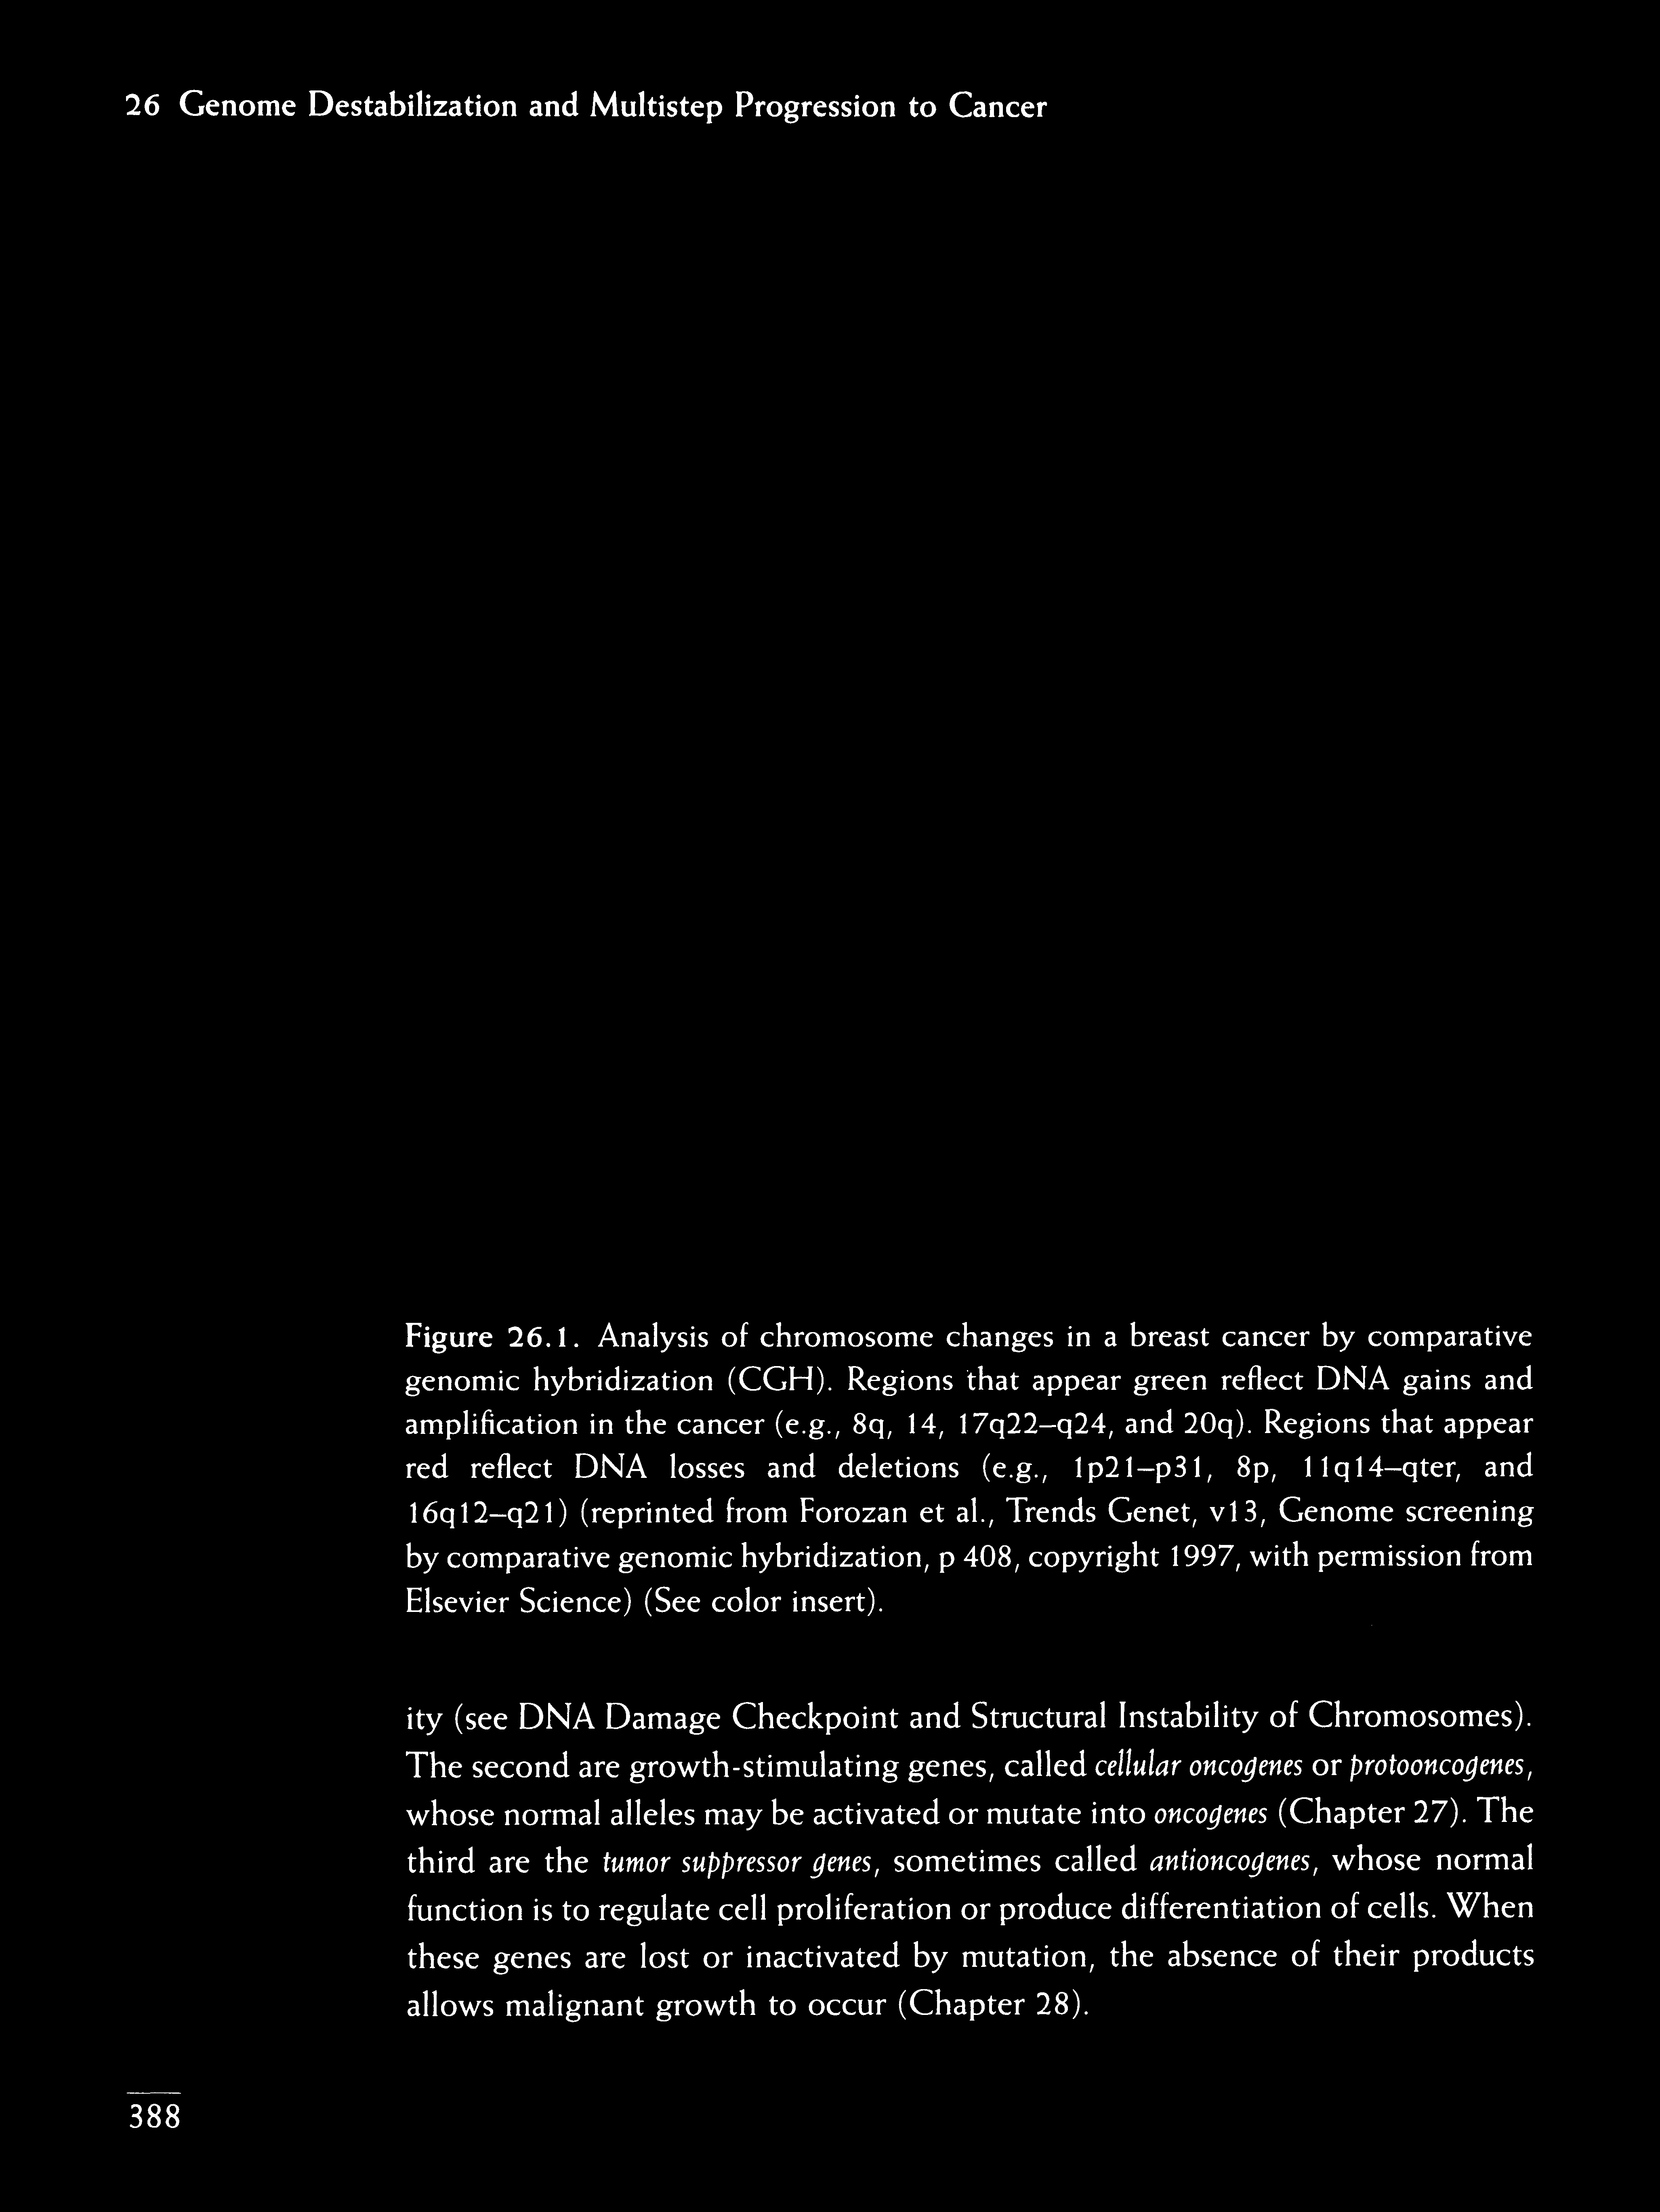 26 Genome Destabilization and Multistep Progression to Cancer
Figure 26.1. Analysis of chromosome changes in a breast cancer by comparative
genomic hybridization (CGH). Regions that appear green reflect DNA gains and
amplification in the cancer (e.g., 8q, 14, 17q22–q24, and 20q). Regions that appear
red reflect DNA losses and deletions (e.g., 1p21–p31, 8p, 11q14–qter, and
16q12–q21) (reprinted from Forozan et al., Trends Genet, v13, Genome screening
by comparative genomic hybridization, p 408, copyright 1997, with permission from
Elsevier Science) (See color insert).
ity (see DNA Damage Checkpoint and Structural Instability of Chromosomes).
The second are growth-stimulating genes, called cellular oncogenes or protooncogenes,
whose normal alleles may be activated or mutate into oncogenes (Chapter 27). The
third are the tumor suppressor genes, sometimes called antioncogenes, whose normal
function is to regulate cell proliferation or produce differentiation of cells. When
these genes are lost or inactivated by mutation, the absence of their products
allows malignant growth to occur (Chapter 28).
388